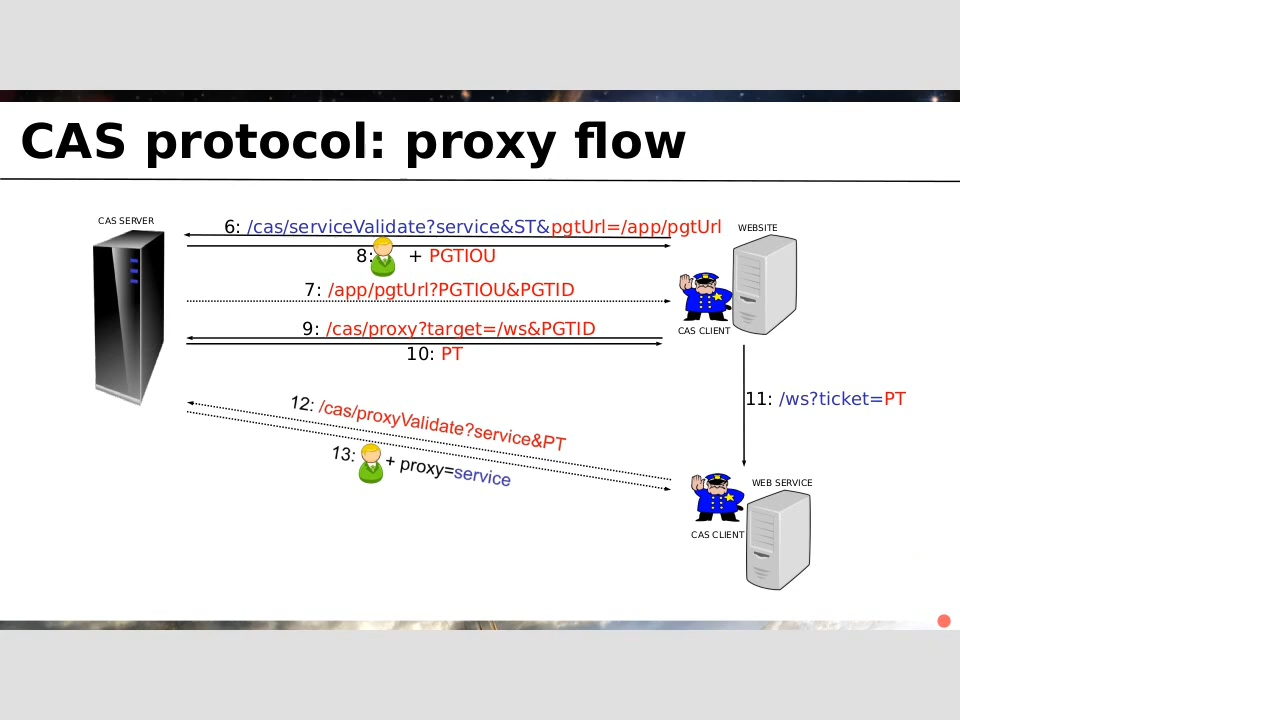 CAS protocol: proxy flow
CAS SERVER
6: /cas/serviceValidate?service&ST&pgtUrl=/app/pgtUrl
WEBSITE
8: + PGTIOU
7: /app/pgtUrl?PGTIOU&PGTID
9: /cas/proxy?target=/ws&PGTID
CAS CLIENT
10: PT
11: /ws?ticket=PT
12: /cas/proxyValidate?service&PT
13: + proxy=service
WEB SERVICE
CAS CLIENT